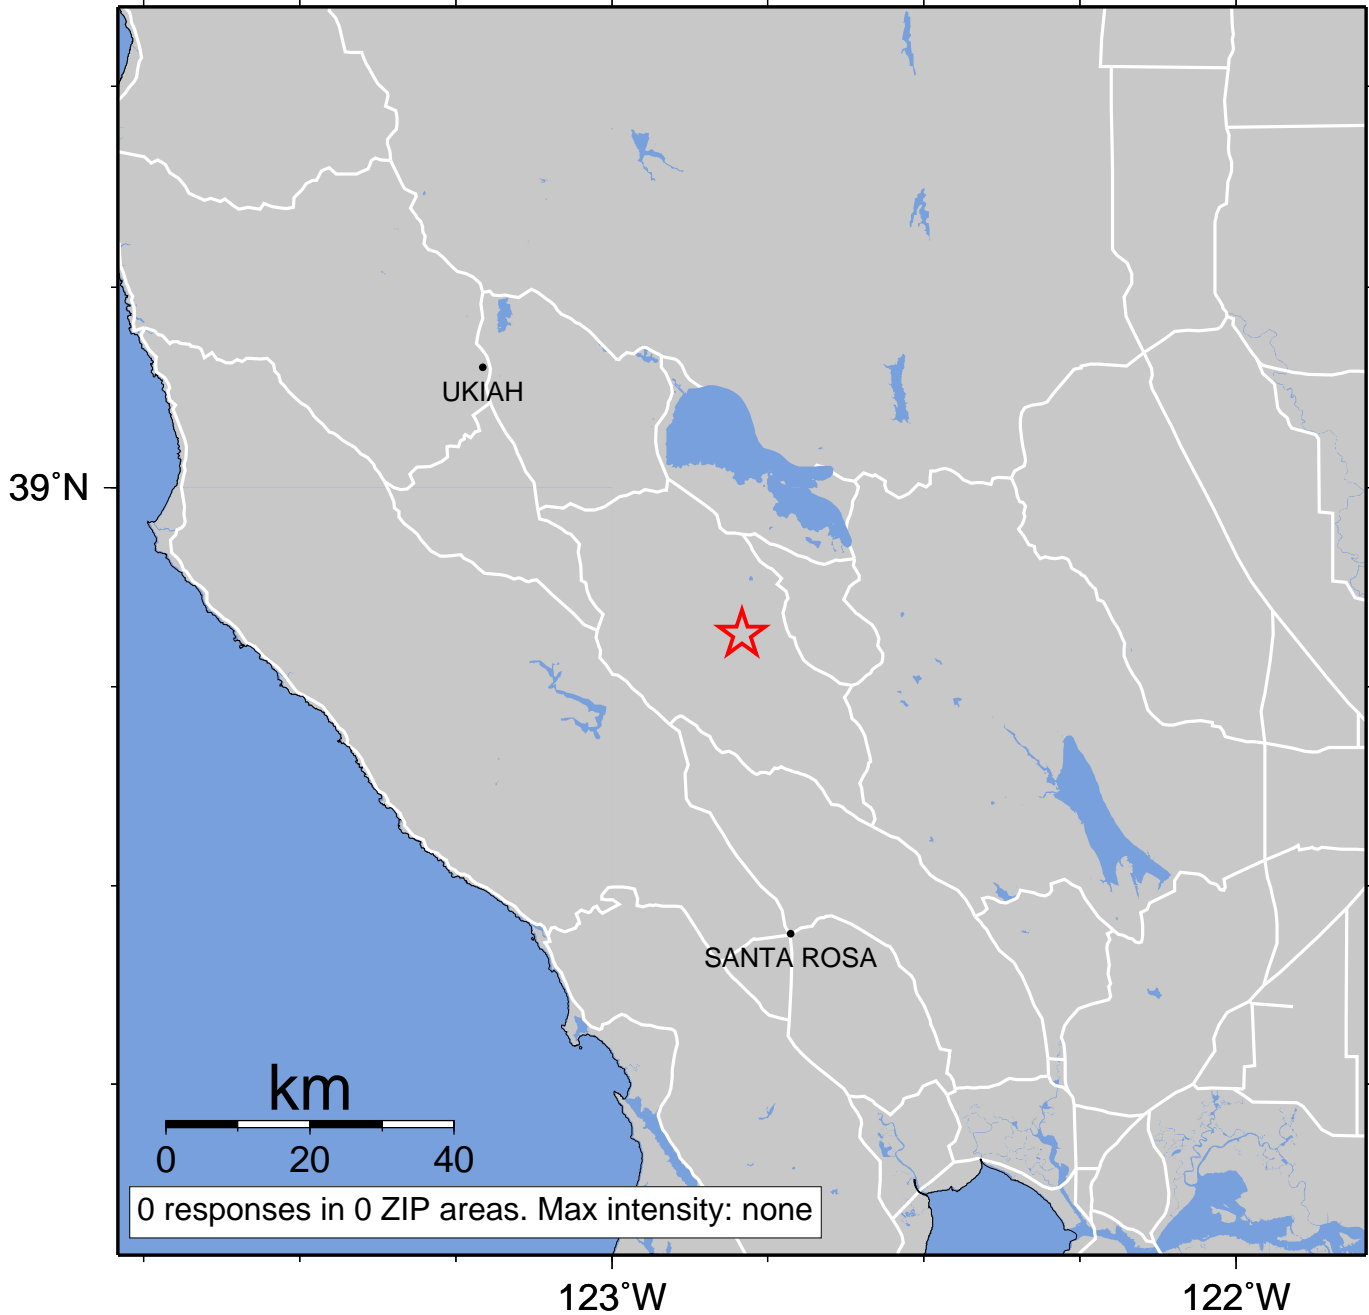 UKIAH
39°N
SANTA ROSA
km
0 20 40
0 responses in 0 ZIP areas. Max intensity: none
123°W 122°W